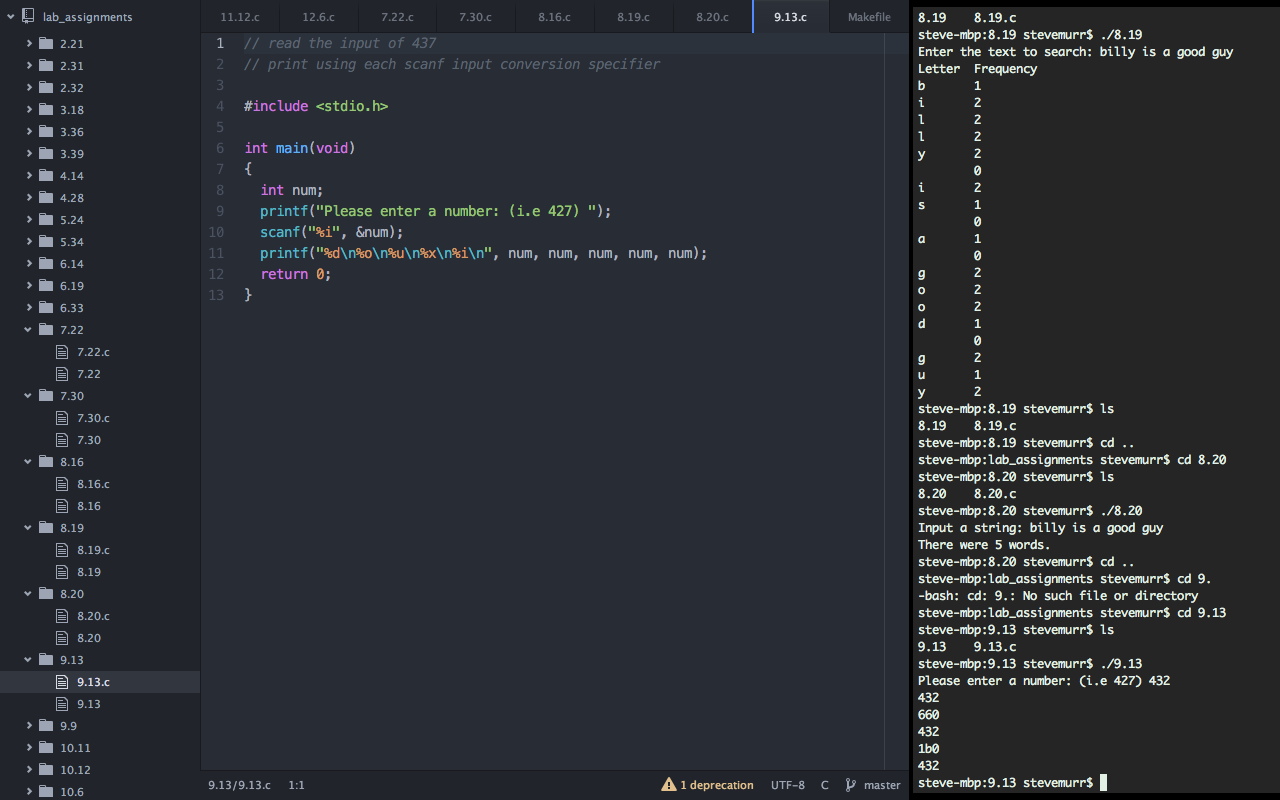 lab_assignments
2.21
2.31
2.32
3.18
3.36
3.39
4.14
4.28
5.24
5.34
6.14
6.19
6.33
7.22
7.22.c
7.22
7.30
7.30.c
7.30
8.16
8.16.c
8.16
8.19
8.19.c
8.19
8.20
8.20.c
8.20
9.13
9.13.c
9.13
9.9
10.11
10.12
10.6
11.12.c 12.6.c 7.22.c 7.30.c 8.16.c 8.19.c 8.20.c 9.13.c Makefile
1 // read the input of 437
2 // print using each scanf input conversion specifier
3
4 #include <stdio.h>
5
6 int main(void)
7 {
8 int num;
9 printf("Please enter a number: (i.e 427) ");
10 scanf("%i", &num);
11 printf("%d\n%o\n%u\n%x\n%i\n", num, num, num, num, num);
12 return 0;
13 }
9.13/9.13.c 1:1 1 deprecation UTF-8 C master
8.19 8.19.c
steve-mbp:8.19 stevemurr$ ./8.19
Enter the text to search: billy is a good guy
Letter Frequency
b 1
i 2
l 2
l 2
y 2
0
i 2
s 1
0
a 1
0
g 2
o 2
o 2
d 1
0
g 2
u 1
y 2
steve-mbp:8.19 stevemurr$ ls
8.19 8.19.c
steve-mbp:8.19 stevemurr$ cd ..
steve-mbp:lab_assignments stevemurr$ cd 8.20
steve-mbp:8.20 stevemurr$ ls
8.20 8.20.c
steve-mbp:8.20 stevemurr$ ./8.20
Input a string: billy is a good guy
There were 5 words.
steve-mbp:8.20 stevemurr$ cd ..
steve-mbp:lab_assignments stevemurr$ cd 9.
-bash: cd: 9.: No such file or directory
steve-mbp:lab_assignments stevemurr$ cd 9.13
steve-mbp:9.13 stevemurr$ ls
9.13 9.13.c
steve-mbp:9.13 stevemurr$ ./9.13
Please enter a number: (i.e 427) 432
432
660
432
1b0
432
steve-mbp:9.13 stevemurr$